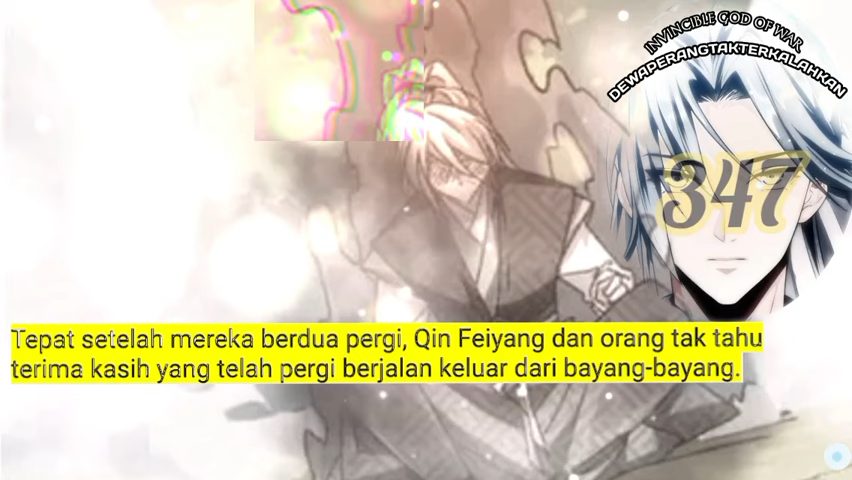 INVINCIBLE GOD OF WAR
DEWAPERANGTAKTERKALAHKAN
347
Tepat setelah mereka berdua pergi, Qin Feiyang dan orang tak tahu
terima kasih yang telah pergi berjalan keluar dari bayang-bayang.